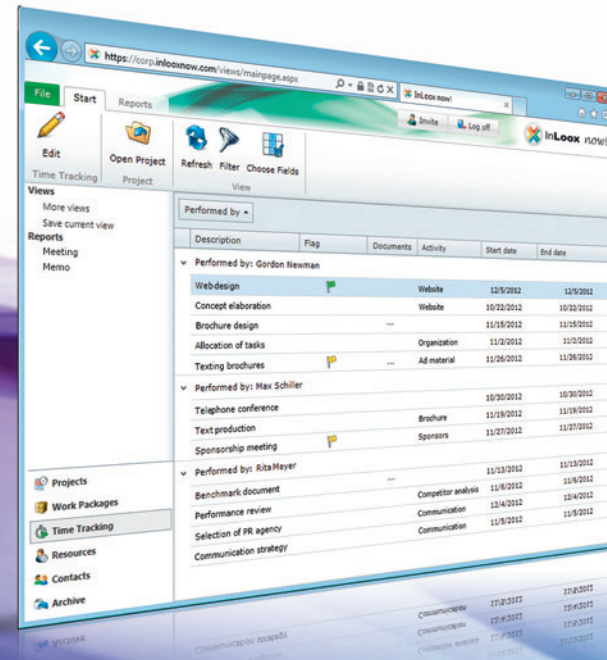 https://corp.inlooxnow.com/views/mainpage.aspx
InLoox now!
File Start Reports
Invite Log off InLoox now!
Edit Open Project Refresh Filter Choose Fields
Time Tracking Project View
Views
More views
Save current view
Reports
Meeting
Memo
Projects
Work Packages
Time Tracking
Resources
Contacts
Archive
Performed by
Description Flag Documents Activity Start date End date
Performed by: Gordon Newman
Webdesign Website 12/5/2012 12/5/2012
Concept elaboration Website 10/22/2012 10/22/2012
Brochure design ... 11/15/2012 11/15/2012
Allocation of tasks Organization 11/2/2012 11/2/2012
Texting brochures ... Ad material 11/26/2012 11/26/2012
Performed by: Max Schiller
Telephone conference 10/30/2012 10/30/2012
Text production Brochure 11/19/2012 11/19/2012
Sponsorship meeting Sponsors 11/27/2012 11/27/2012
Performed by: Rita Meyer
Benchmark document ... 11/13/2012 11/13/2012
Performance review Competitor analysis 11/6/2012 11/6/2012
Selection of PR agency Communication 12/4/2012 12/4/2012
Communication strategy Communication 11/5/2012 11/5/2012